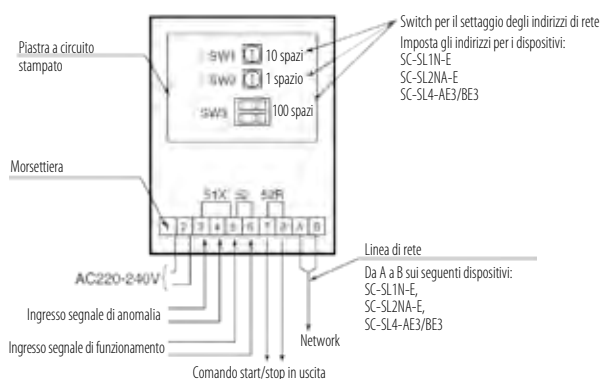 Switch per il settaggio degli indirizzi di rete
Imposta gli indirizzi per i dispositivi:
SC-SL1N-E
SC-SL2NA-E
SC-SL4-AE3/BE3
Piastra a circuito
stampato
SW1 10 spazi
SW2 1 spazio
SW3 100 spazi
Morsettiera
51X 52 52R
1 2 3 4 5 6 7 8 A B
AC220-240V
Linea di rete
Da A a B sui seguenti dispositivi:
SC-SL1N-E,
SC-SL2NA-E,
SC-SL4-AE3/BE3
Ingresso segnale di anomalia
Ingresso segnale di funzionamento
Network
Comando start/stop in uscita